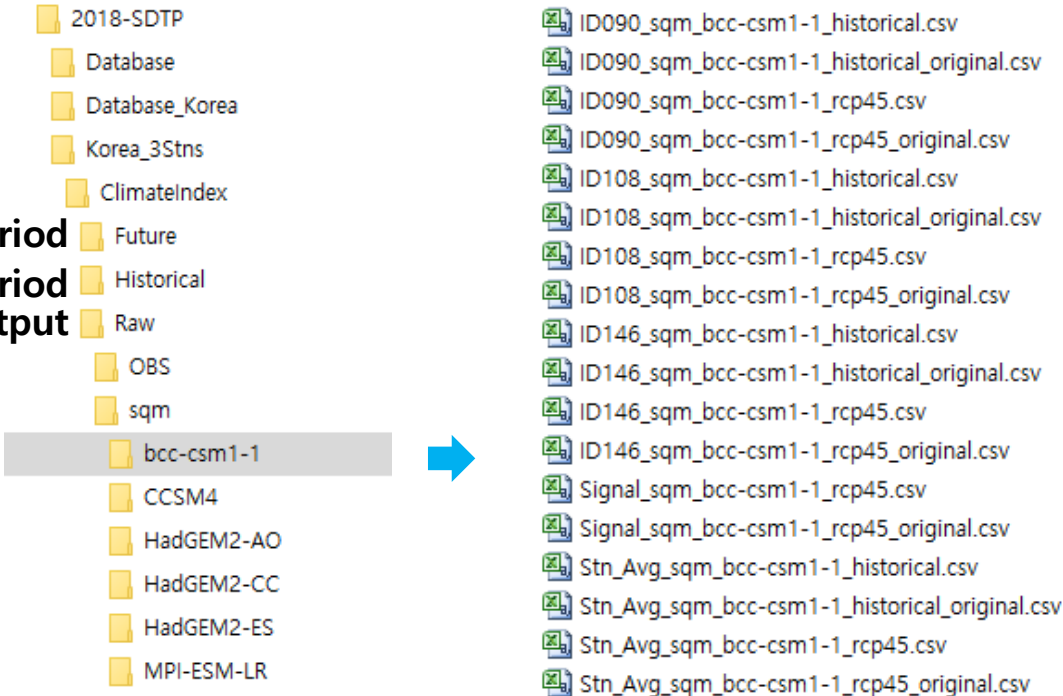 2018-SDTP
Database
Database_Korea
Korea_3Stns
ClimateIndex
Future
Historical
Raw
OBS
sqm
bcc-csm1-1
CCSM4
HadGEM2-AO
HadGEM2-CC
HadGEM2-ES
MPI-ESM-LR
riod
riod
tput
ID090_sqm_bcc-csm1-1_historical.csv
ID090_sqm_bcc-csm1-1_historical_original.csv
ID090_sqm_bcc-csm1-1_rcp45.csv
ID090_sqm_bcc-csm1-1_rcp45_original.csv
ID108_sqm_bcc-csm1-1_historical.csv
ID108_sqm_bcc-csm1-1_historical_original.csv
ID108_sqm_bcc-csm1-1_rcp45.csv
ID108_sqm_bcc-csm1-1_rcp45_original.csv
ID146_sqm_bcc-csm1-1_historical.csv
ID146_sqm_bcc-csm1-1_historical_original.csv
ID146_sqm_bcc-csm1-1_rcp45.csv
ID146_sqm_bcc-csm1-1_rcp45_original.csv
Signal_sqm_bcc-csm1-1_rcp45.csv
Signal_sqm_bcc-csm1-1_rcp45_original.csv
Stn_Avg_sqm_bcc-csm1-1_historical.csv
Stn_Avg_sqm_bcc-csm1-1_historical_original.csv
Stn_Avg_sqm_bcc-csm1-1_rcp45.csv
Stn_Avg_sqm_bcc-csm1-1_rcp45_original.csv